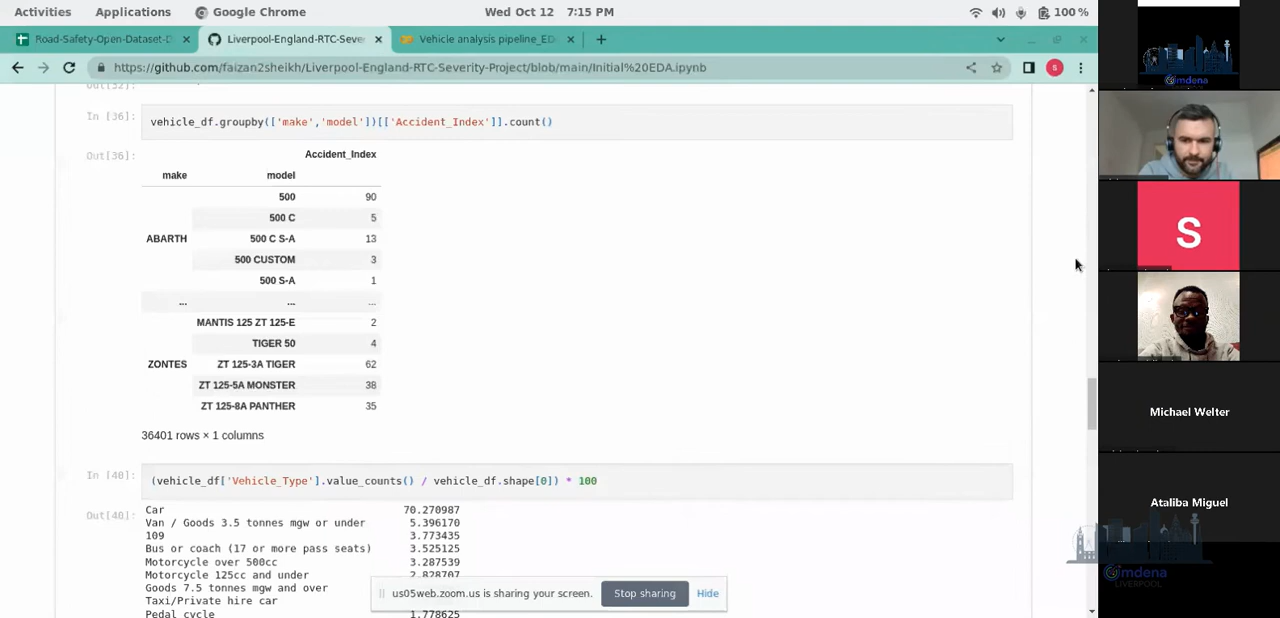 Activities Applications Google Chrome Wed Oct 12 7:15 PM 100 %
Road-Safety-Open-Dataset-D Liverpool-England-RTC-Seve Vehicle analysis pipeline_ED
https://github.com/faizan2sheikh/Liverpool-England-RTC-Severity-Project/blob/main/Initial%20EDA.ipynb
S
Out[32]:
In [36]: vehicle_df.groupby(['make','model'])[['Accident_Index']].count()
Out[36]:
Accident_Index
make model
500 90
500 C 5
ABARTH 500 C S-A 13
500 CUSTOM 3
500 S-A 1
... ... ...
MANTIS 125 ZT 125-E 2
TIGER 50 4
ZONTES ZT 125-3A TIGER 62
ZT 125-5A MONSTER 38
ZT 125-8A PANTHER 35
36401 rows × 1 columns
In [40]: (vehicle_df['Vehicle_Type'].value_counts() / vehicle_df.shape[0]) * 100
Out[40]:
Car 70.270987
Van / Goods 3.5 tonnes mgw or under 5.396170
109 3.773435
Bus or coach (17 or more pass seats) 3.525125
Motorcycle over 500cc 3.287539
Motorcycle 125cc and under 2.828707
Goods 7.5 tonnes mgw and over
Taxi/Private hire car
Pedal cycle 1.778625
us05web.zoom.us is sharing your screen. Stop sharing Hide
omdena
S
Michael Welter
Ataliba Miguel
omdena
LIVERPOOL